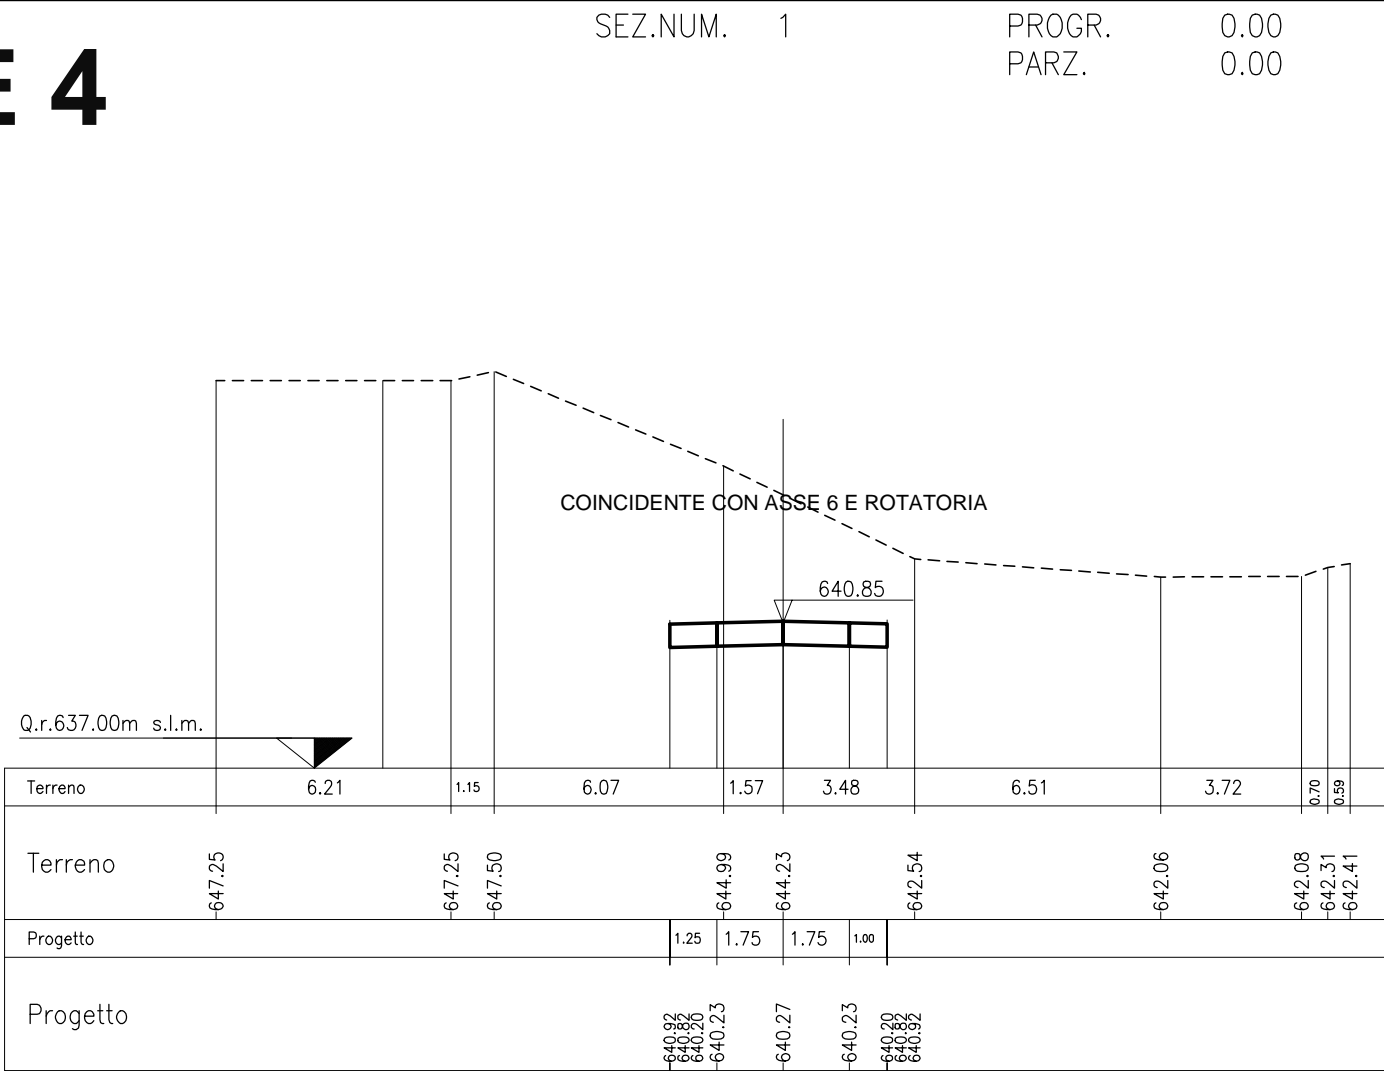 SEZ.NUM. 1 PROGR. 0.00
PARZ. 0.00
E 4
COINCIDENTE CON ASSE 6 E ROTATORIA
640.85
Q.r.637.00m s.l.m.
Terreno 6.21 1.15 6.07 1.57 3.48 6.51 3.72 0.70 0.59
Terreno 647.25 647.25 647.50 644.99 644.23 642.54 642.06 642.08 642.31 642.41
Progetto 1.25 1.75 1.75 1.00
Progetto 640.92 640.82 640.20 640.23 640.27 640.23 640.20 640.82 640.92